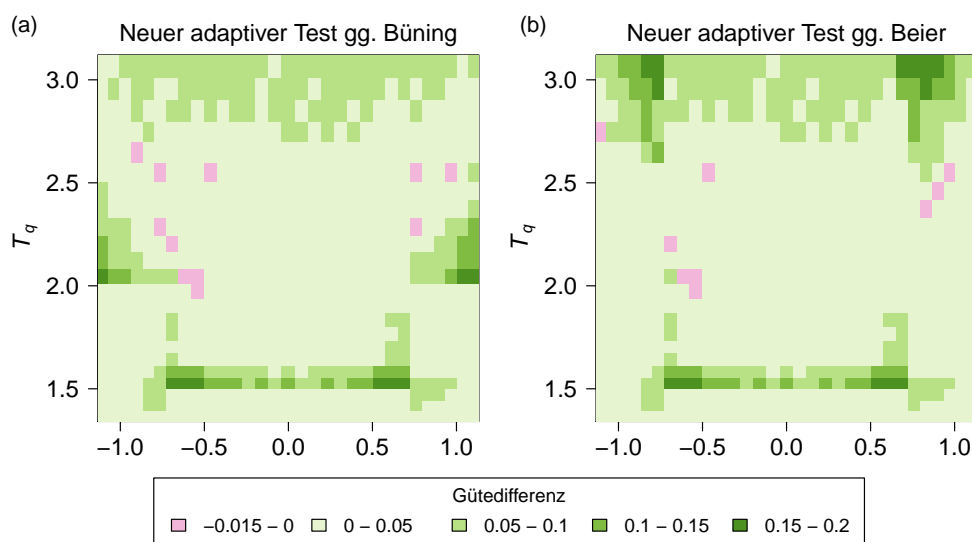 (a)
Neuer adaptiver Test gg. Büning
3.0
2.5
2.0
1.5
T_q
−1.0 −0.5 0.0 0.5 1.0
(b)
Neuer adaptiver Test gg. Beier
3.0
2.5
2.0
1.5
T_q
−1.0 −0.5 0.0 0.5 1.0
Gütedifferenz
−0.015 – 0 0 – 0.05 0.05 – 0.1 0.1 – 0.15 0.15 – 0.2